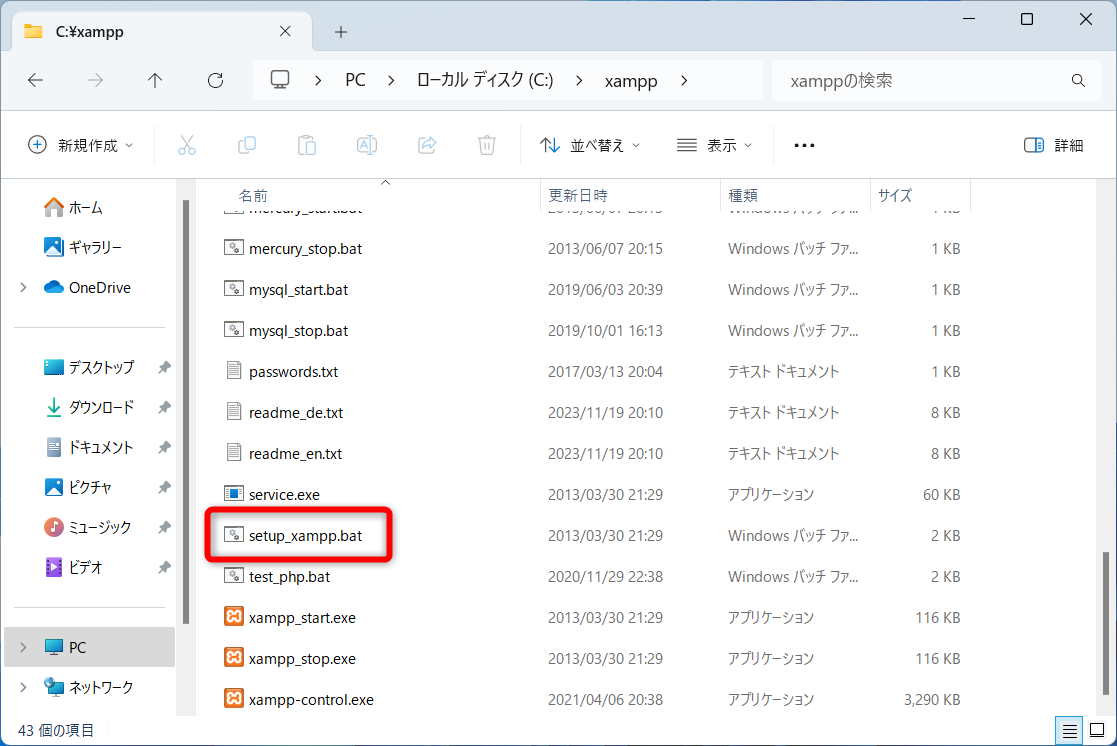 C:¥xampp
PC ローカル ディスク (C:) xampp xamppの検索
新規作成 並べ替え 表示 ••• 詳細
名前 更新日時 種類 サイズ
ホーム
ギャラリー
OneDrive
デスクトップ
ダウンロード
ドキュメント
ピクチャ
ミュージック
ビデオ
PC
ネットワーク
mercury_start.bat
mercury_stop.bat 2013/06/07 20:15 Windows バッチ ファ... 1 KB
mysql_start.bat 2019/06/03 20:39 Windows バッチ ファ... 1 KB
mysql_stop.bat 2019/10/01 16:13 Windows バッチ ファ... 1 KB
passwords.txt 2017/03/13 20:04 テキスト ドキュメント 1 KB
readme_de.txt 2023/11/19 20:10 テキスト ドキュメント 8 KB
readme_en.txt 2023/11/19 20:10 テキスト ドキュメント 8 KB
service.exe 2013/03/30 21:29 アプリケーション 60 KB
setup_xampp.bat 2013/03/30 21:29 Windows バッチ ファ... 2 KB
test_php.bat 2020/11/29 22:38 Windows バッチ ファ... 2 KB
xampp_start.exe 2013/03/30 21:29 アプリケーション 116 KB
xampp_stop.exe 2013/03/30 21:29 アプリケーション 116 KB
xampp-control.exe 2021/04/06 20:38 アプリケーション 3,290 KB
43 個の項目